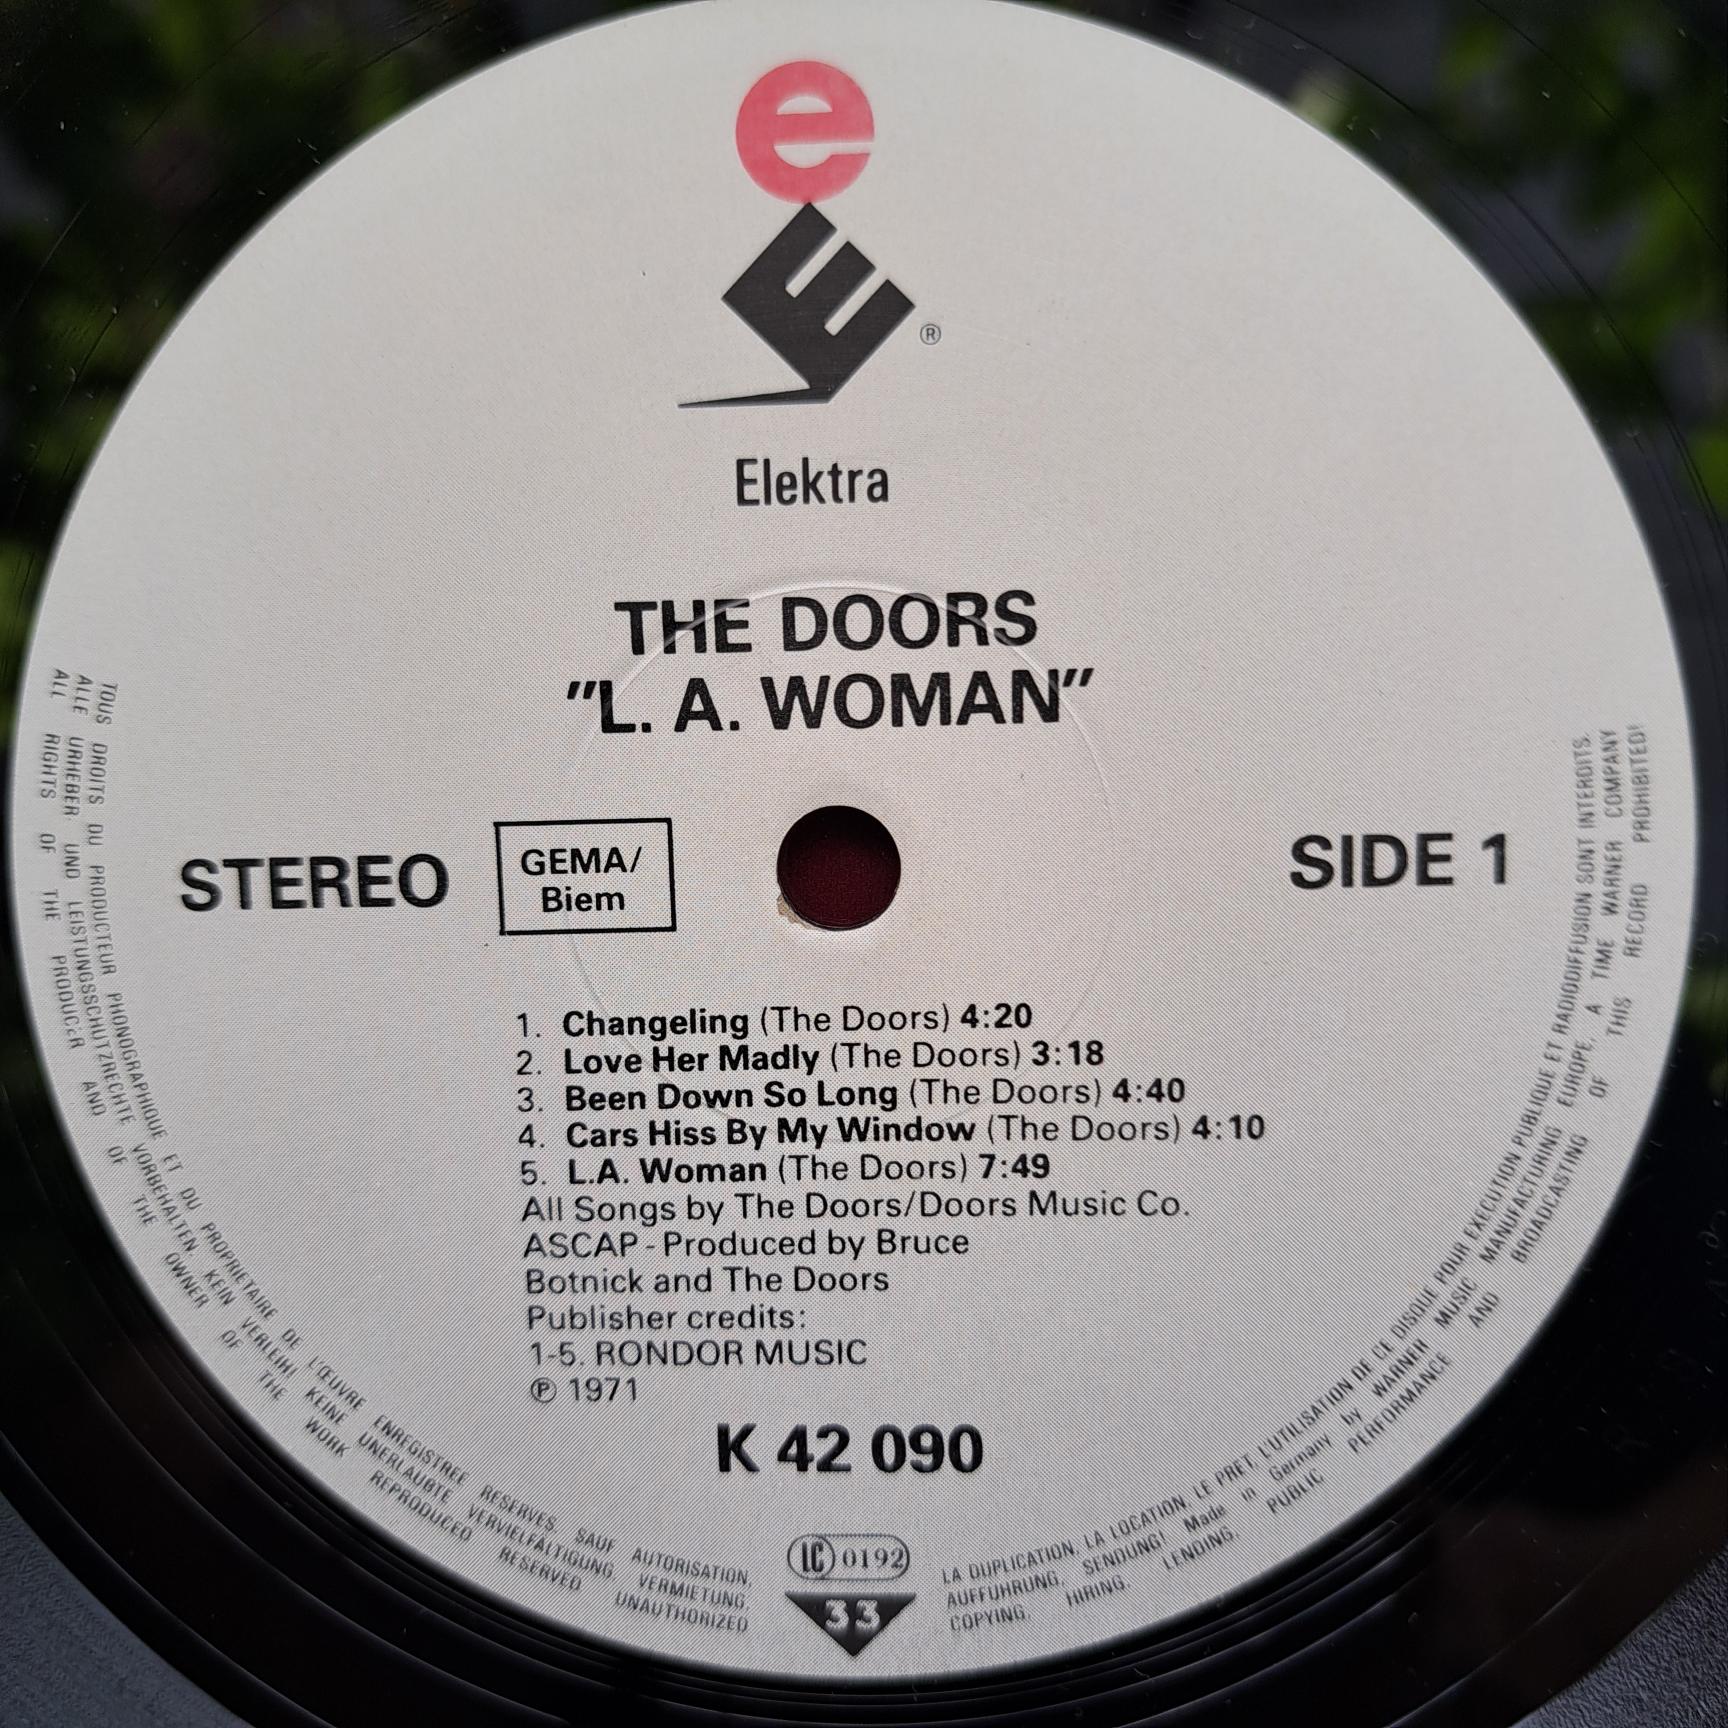 e
E
®
Elektra
THE DOORS
"L. A. WOMAN"
STEREO
GEMA/
Biem
SIDE 1
1. Changeling (The Doors) 4:20
2. Love Her Madly (The Doors) 3:18
3. Been Down So Long (The Doors) 4:40
4. Cars Hiss By My Window (The Doors) 4:10
5. L.A. Woman (The Doors) 7:49
All Songs by The Doors/Doors Music Co.
ASCAP - Produced by Bruce
Botnick and The Doors
Publisher credits:
1-5. RONDOR MUSIC
℗ 1971
K 42 090
LC 0192
33
TOUS DROITS DU PRODUCTEUR PHONOGRAPHIQUE ET DU PROPRIETAIRE DE L'ŒUVRE ENREGISTREE RESERVES. SAUF AUTORISATION, LA DUPLICATION, LA LOCATION, LE PRET, L'UTILISATION DE CE DISQUE POUR EXECUTION PUBLIQUE ET RADIODIFFUSION SONT INTERDITS.
ALLE URHEBER UND LEISTUNGSSCHUTZRECHTE VORBEHALTEN. KEIN VERLEIH! KEINE UNERLAUBTE VERVIELFÄLTIGUNG, VERMIETUNG, AUFFÜHRUNG, SENDUNG! Made in Germany by WARNER MUSIC MANUFACTURING EUROPE, A TIME WARNER COMPANY
ALL RIGHTS OF THE PRODUCER AND OF THE OWNER OF THE WORK REPRODUCED RESERVED UNAUTHORIZED COPYING, HIRING, LENDING, PUBLIC PERFORMANCE AND BROADCASTING OF THIS RECORD PROHIBITED!